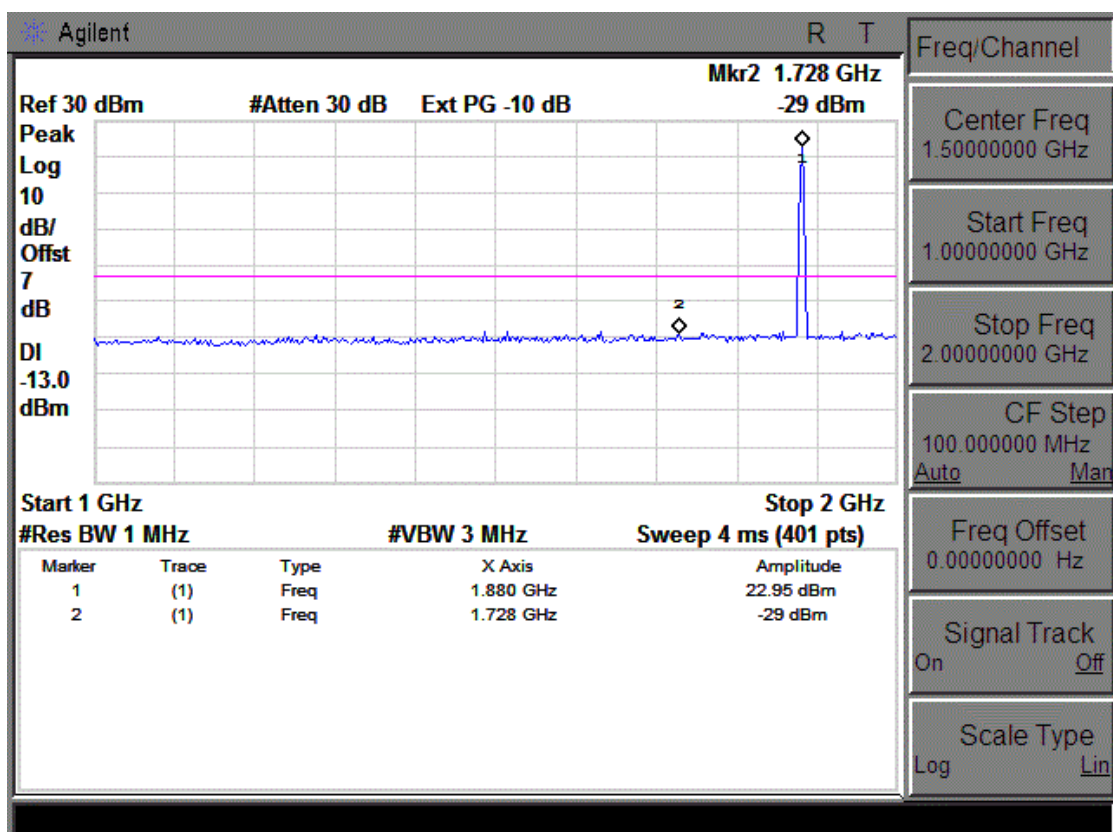 Agilent R T
Mkr2 1.728 GHz
Ref 30 dBm #Atten 30 dB Ext PG -10 dB -29 dBm
Peak
Log
10
dB/
Offst
7
dB
DI
-13.0
dBm
1
2
Start 1 GHz Stop 2 GHz
#Res BW 1 MHz #VBW 3 MHz Sweep 4 ms (401 pts)
Marker Trace Type X Axis Amplitude
1 (1) Freq 1.880 GHz 22.95 dBm
2 (1) Freq 1.728 GHz -29 dBm
Freq/Channel
Center Freq
1.50000000 GHz
Start Freq
1.00000000 GHz
Stop Freq
2.00000000 GHz
CF Step
100.000000 MHz
Auto Man
Freq Offset
0.00000000 Hz
Signal Track
On Off
Scale Type
Log Lin